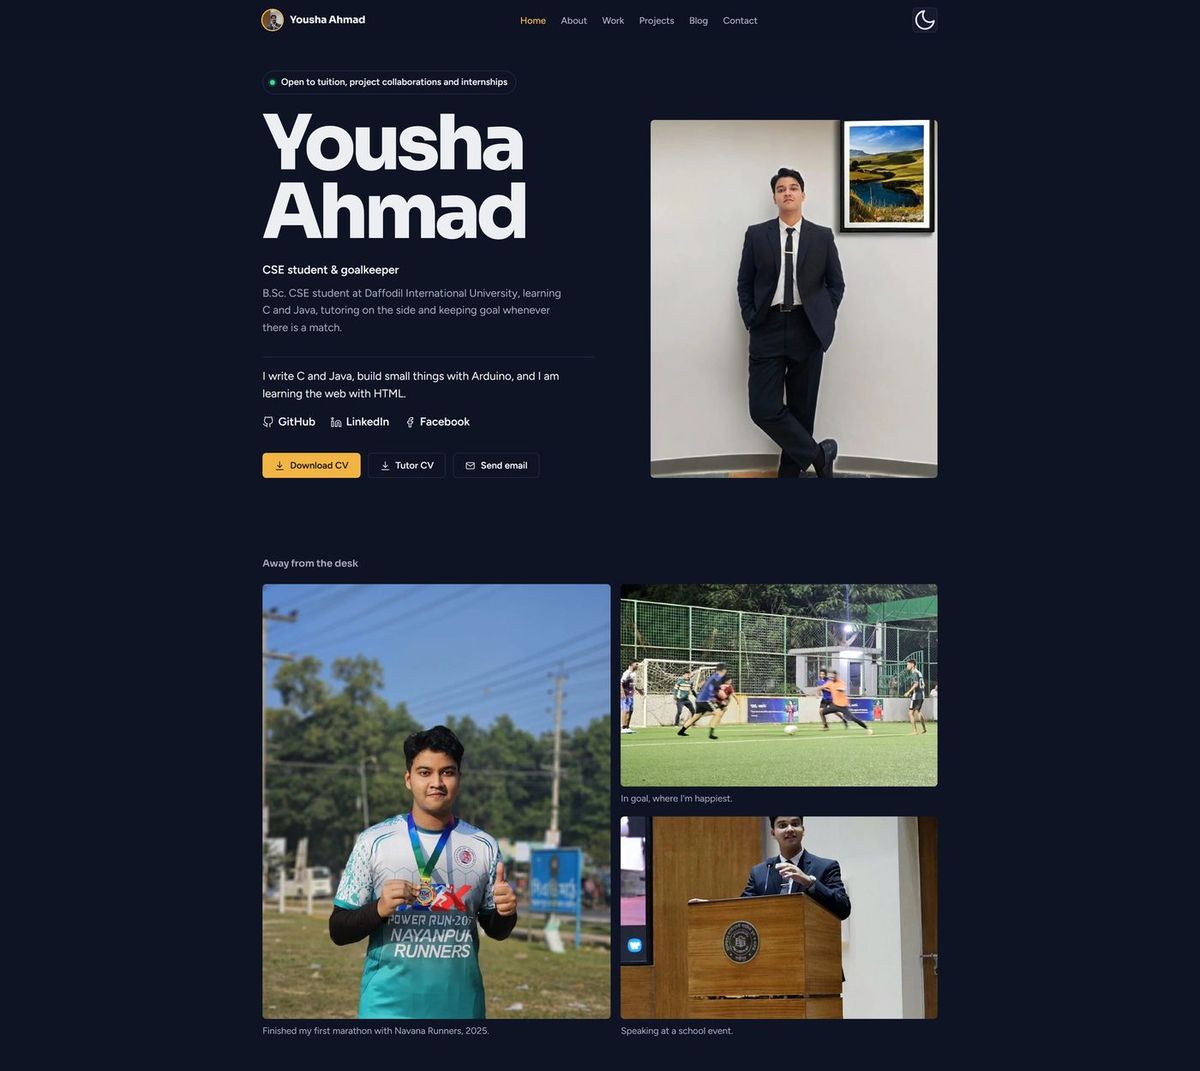 Yousha Ahmad
Home About Work Projects Blog Contact
Open to tuition, project collaborations and internships
Yousha
Ahmad
CSE student & goalkeeper
B.Sc. CSE student at Daffodil International University, learning
C and Java, tutoring on the side and keeping goal whenever
there is a match.
I write C and Java, build small things with Arduino, and I am
learning the web with HTML.
GitHub LinkedIn Facebook
Download CV Tutor CV Send email
Away from the desk
POWER RUN
NAYANPUR
RUNNERS
In goal, where I'm happiest.
Finished my first marathon with Navana Runners, 2025.
Speaking at a school event.